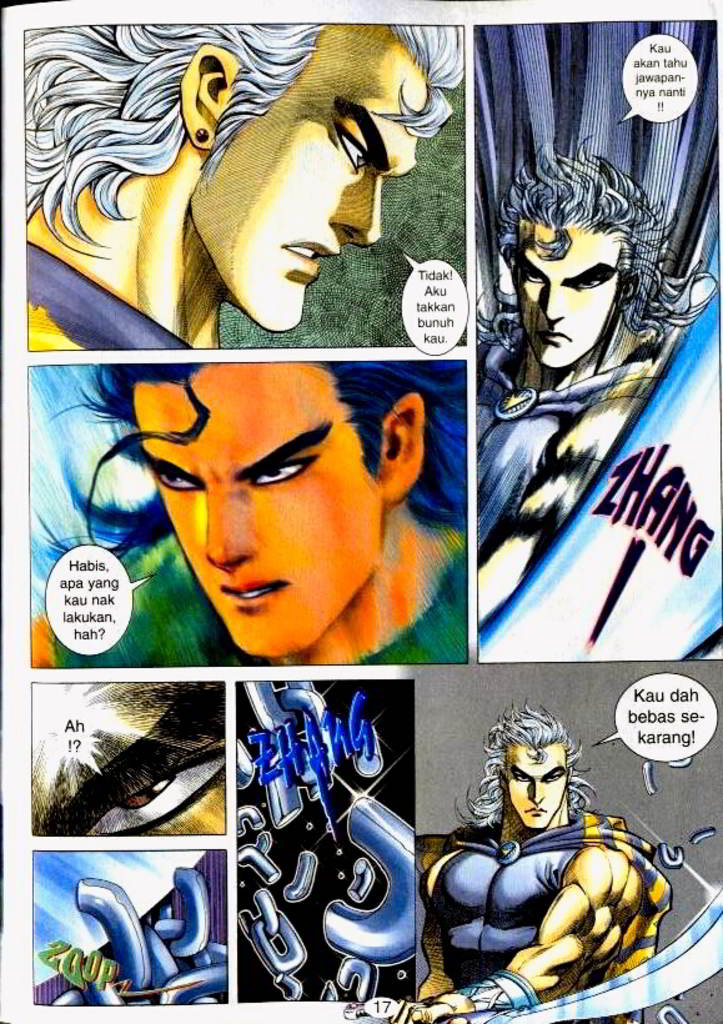 Tidak!
Aku
takkan
bunuh
kau.
Habis,
apa yang
kau nak
lakukan,
hah?
Kau
akan tahu
jawapan-
nya nanti
!!
ZHANG
Ah
!?
ZOOP
ZHANG
Kau dah
bebas se-
karang!
17